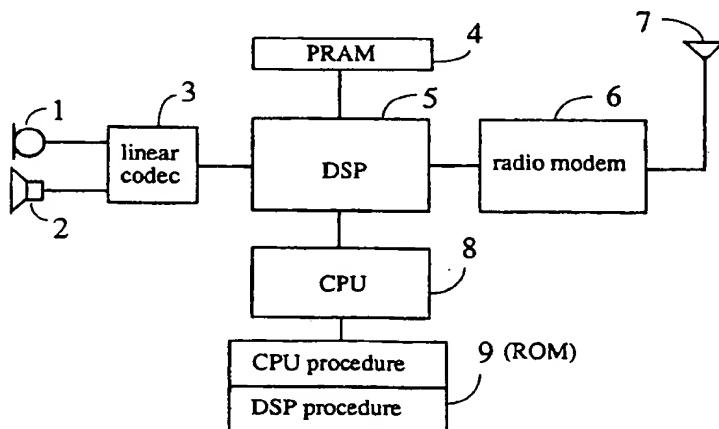 PRAM
4
7
1
3
5
6
linear
codec
DSP
radio modem
2
CPU
8
CPU procedure
9 (ROM)
DSP procedure